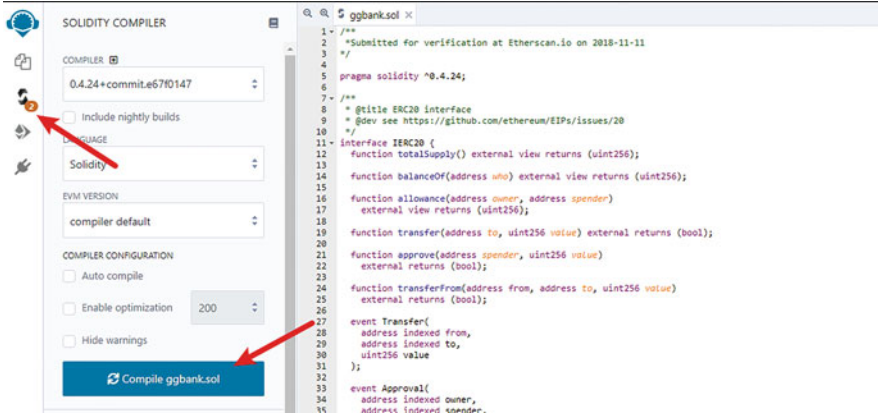 SOLIDITY COMPILER
COMPILER
0.4.24+commit.e67f0147
Include nightly builds
LANGUAGE
Solidity
EVM VERSION
compiler default
COMPILER CONFIGURATION
Auto compile
Enable optimization 200
Hide warnings
Compile ggbank.sol
2
ggbank.sol ×
1 /**
2 *Submitted for verification at Etherscan.io on 2018-11-11
3 */
4
5 pragma solidity ^0.4.24;
6
7 /**
8 * @title ERC20 interface
9 * @dev see https://github.com/ethereum/EIPs/issues/20
10 */
11 interface IERC20 {
12 function totalSupply() external view returns (uint256);
13
14 function balanceOf(address who) external view returns (uint256);
15
16 function allowance(address owner, address spender)
17 external view returns (uint256);
18
19 function transfer(address to, uint256 value) external returns (bool);
20
21 function approve(address spender, uint256 value)
22 external returns (bool);
23
24 function transferFrom(address from, address to, uint256 value)
25 external returns (bool);
26
27 event Transfer(
28 address indexed from,
29 address indexed to,
30 uint256 value
31 );
32
33 event Approval(
34 address indexed owner,
35 address indexed spender,